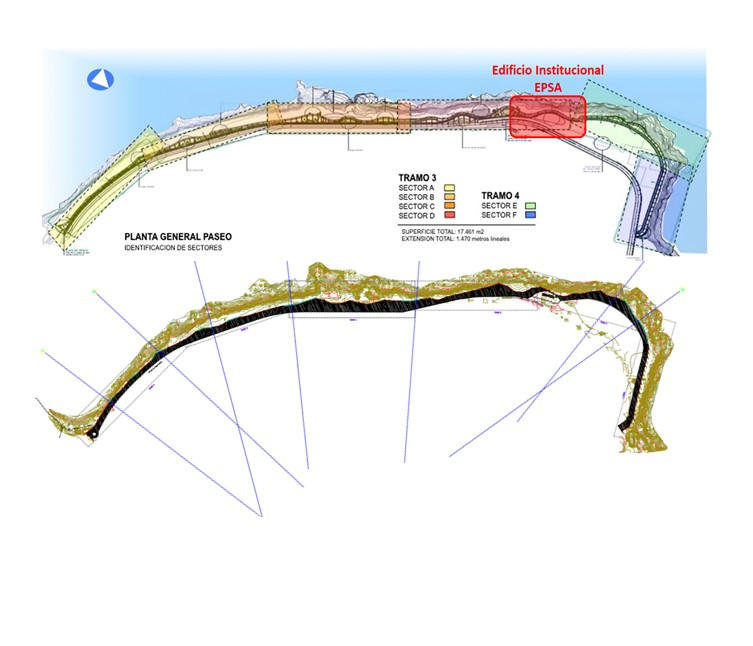 Edificio Institucional
EPSA
TRAMO 3
SECTOR A
SECTOR B
SECTOR C
SECTOR D
TRAMO 4
SECTOR E
SECTOR F
SUPERFICIE TOTAL: 17.461 m2
EXTENSION TOTAL: 1.470 metros lineales
PLANTA GENERAL PASEO
IDENTIFICACION DE SECTORES